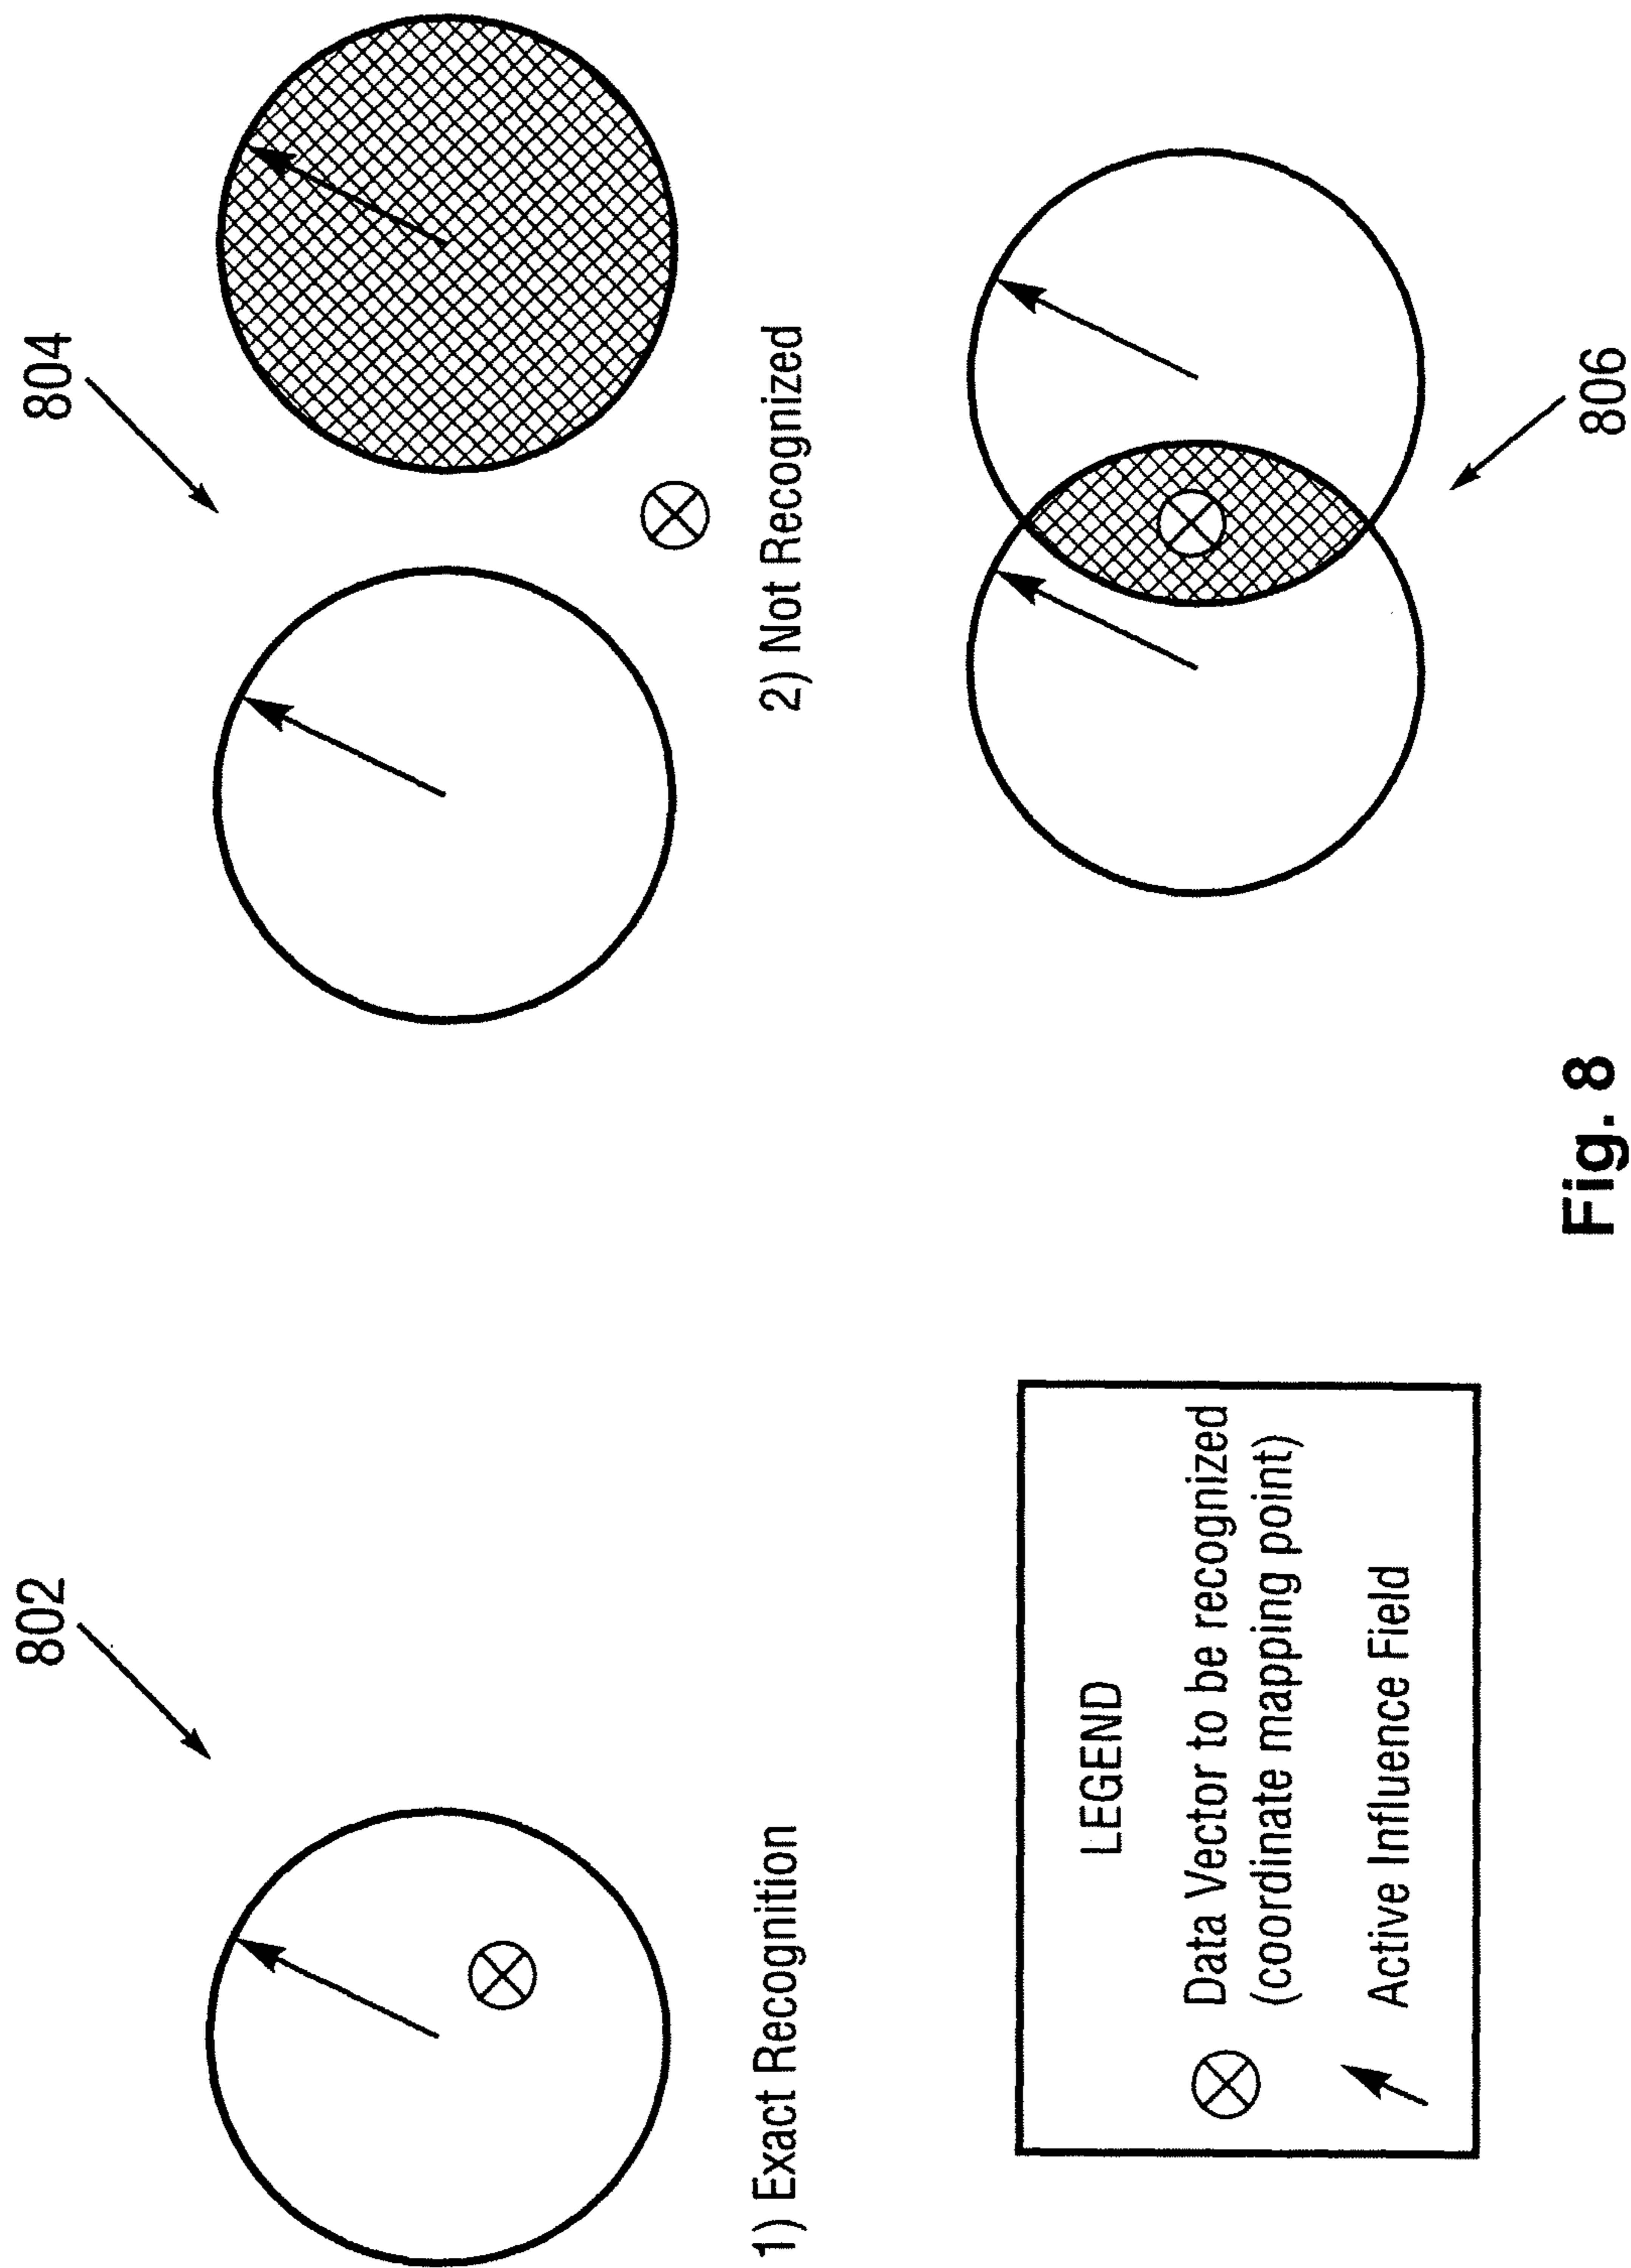 802
804
1) Exact Recognition
2) Not Recognized
LEGEND
Data Vector to be recognized
(coordinate mapping point)
Active Influence Field
806
Fig. 8